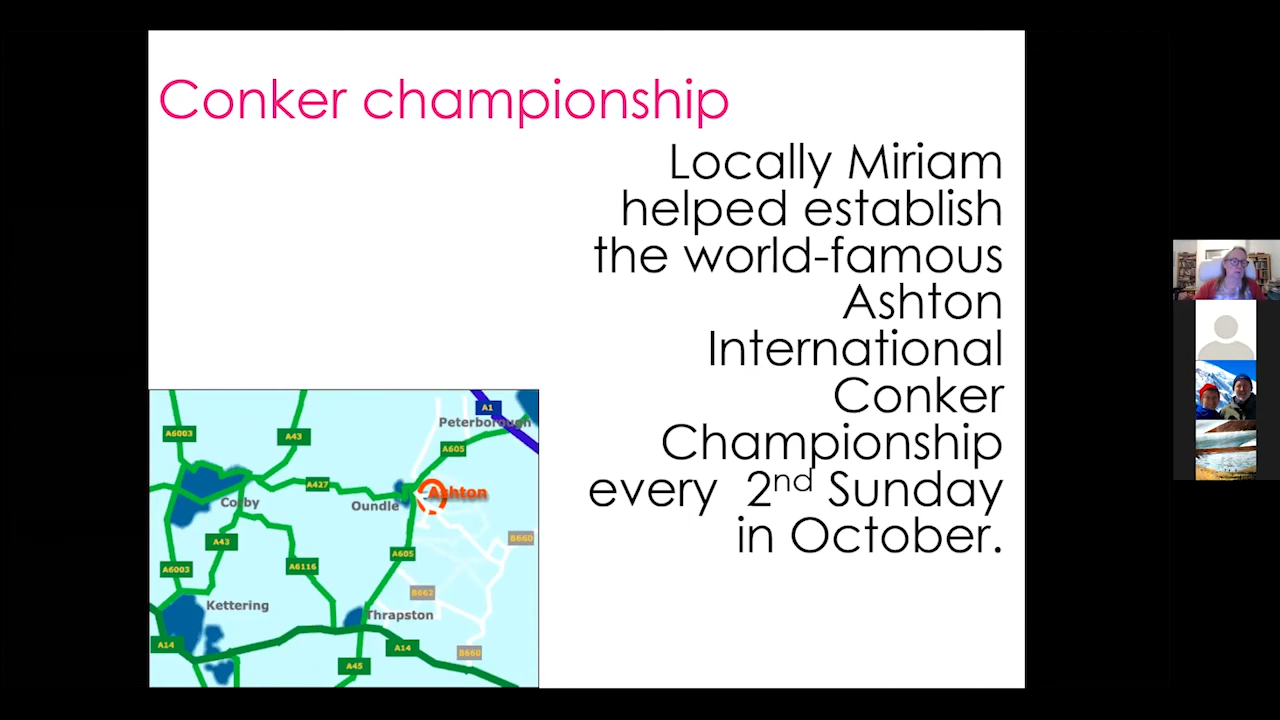 Conker championship
Locally Miriam
helped establish
the world-famous
Ashton
International
Conker
Championship
every 2nd Sunday
in October.
A1
Peterborough
A6003
A43
A605
A427
Ashton
Corby
Oundle
A43
B660
A605
A6003
A6116
B662
Kettering
Thrapston
A14
A14
B660
A45